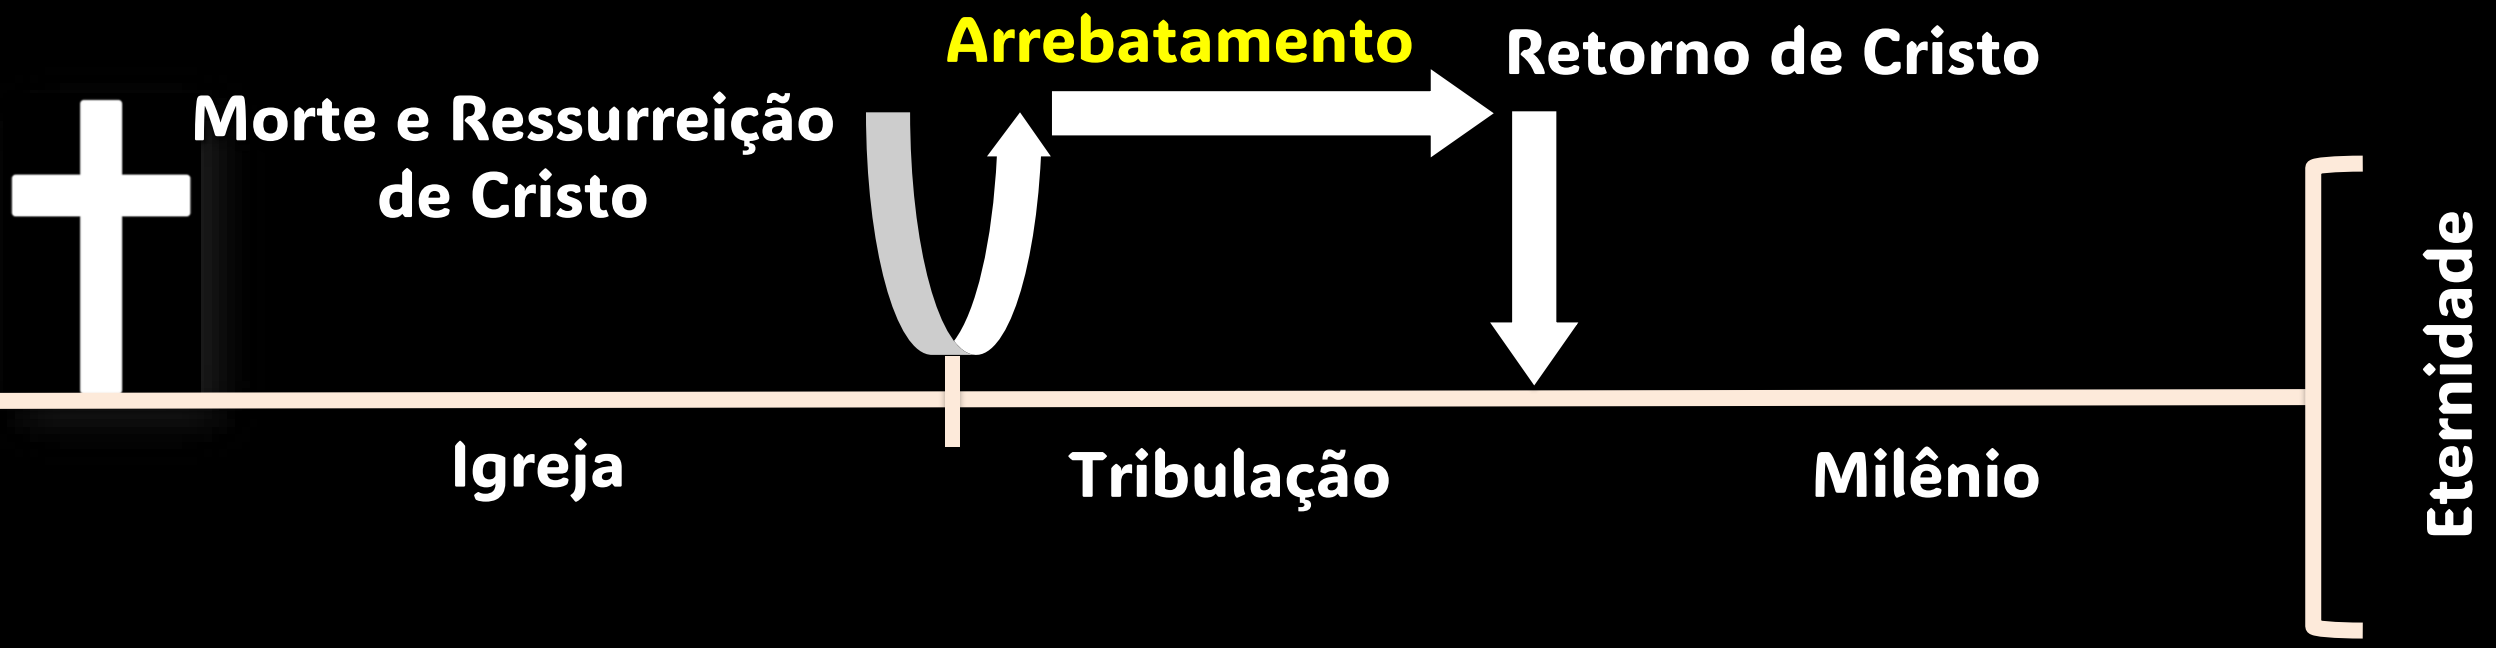 Arrebatamento
Retorno de Cristo
Morte e Ressurreição
de Cristo
Igreja
Tribulação
Milênio
Eternidade